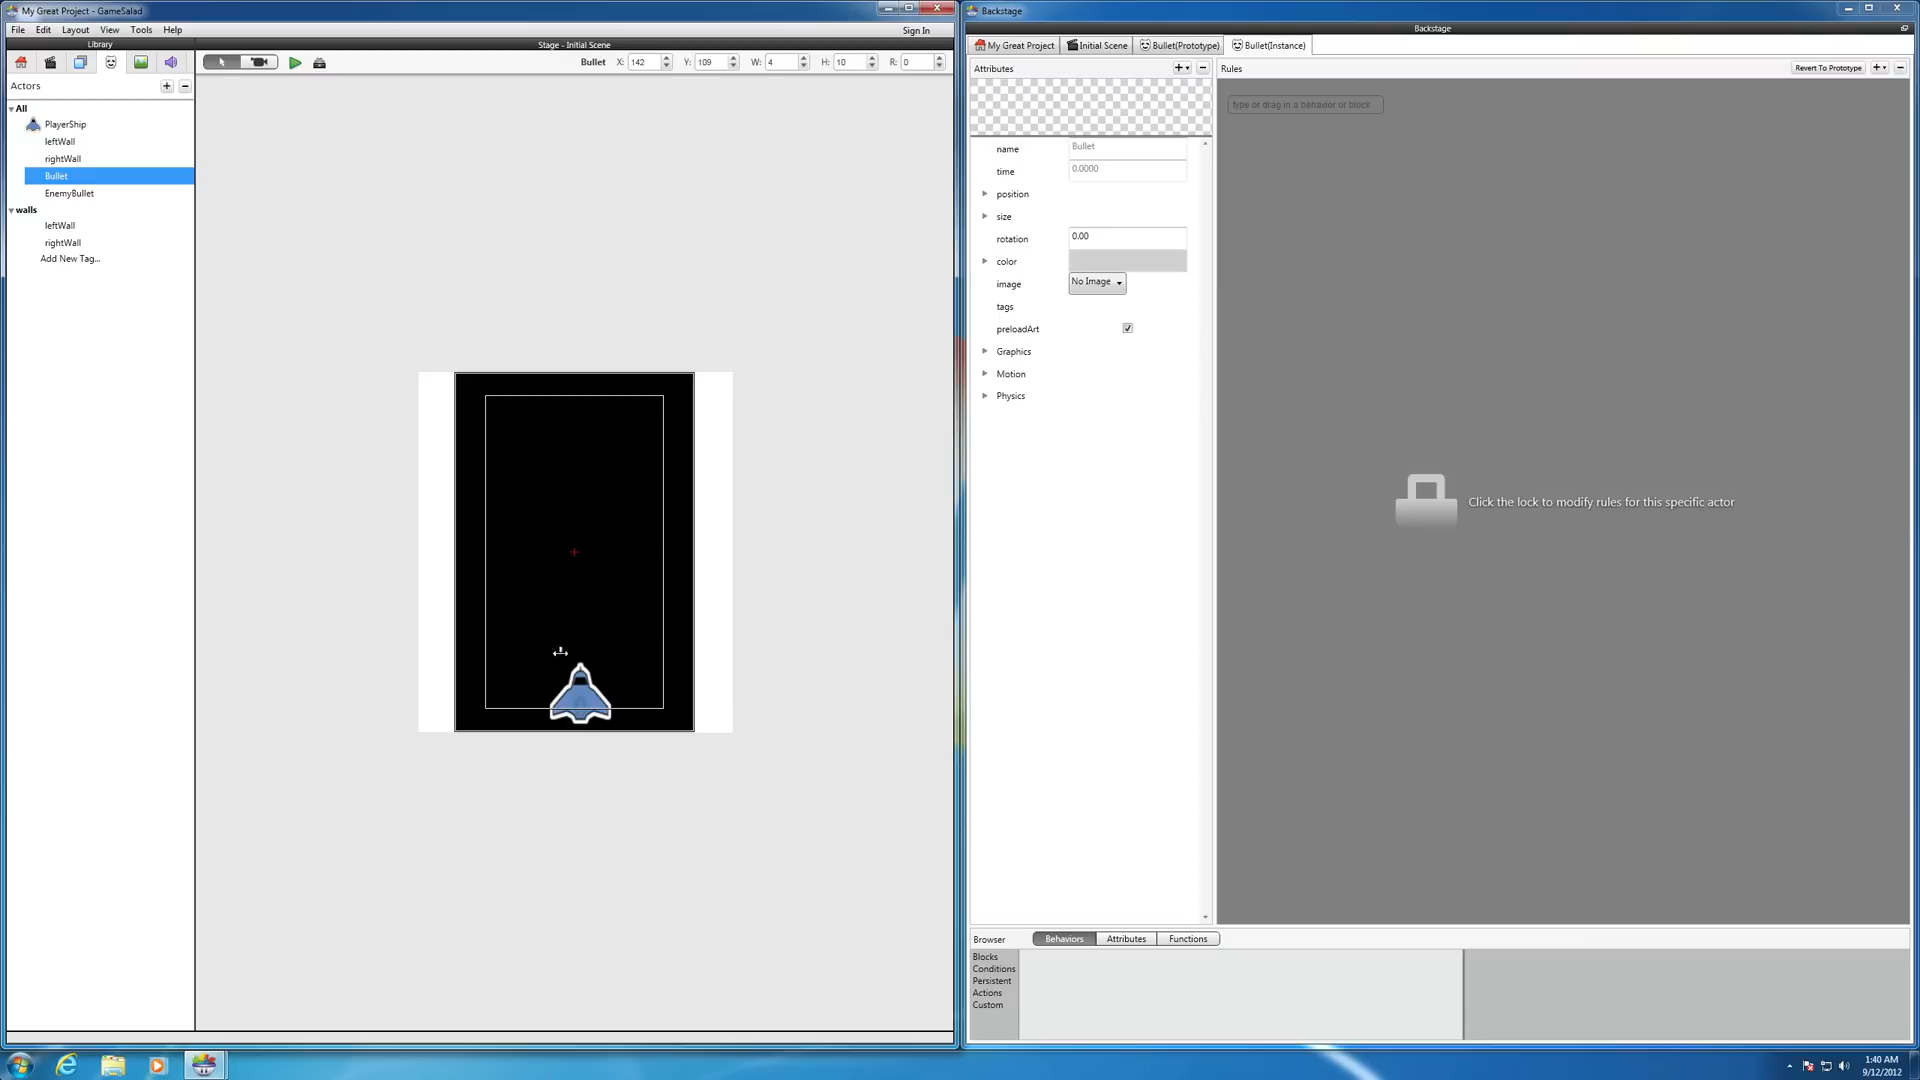 My Great Project - GameSalad
File Edit Layout Tools Help
Sign In
Library
Stage - Initial Scene
Bullet X: 142 Y: 109 W: 4 H: 10 R: 0
Actors
All
PlayerShip
leftWall
rightWall
Bullet
EnemyBullet
walls
leftWall
rightWall
Add New Tag...
Backstage
Backstage
My Great Project Initial Scene Bullet(Prototype) Bullet(Instance)
Attributes
Rules
Revert To Prototype
type or drag in a behavior or block
name Bullet
time 0.0000
position
size
rotation 0.00
color
image No Image
tags
preloadArt
Graphics
Motion
Physics
Click the lock to modify rules for this specific actor
Browser Behaviors Attributes Functions
Blocks
Conditions
Persistent
Actions
Custom
1:40 AM
9/12/2012